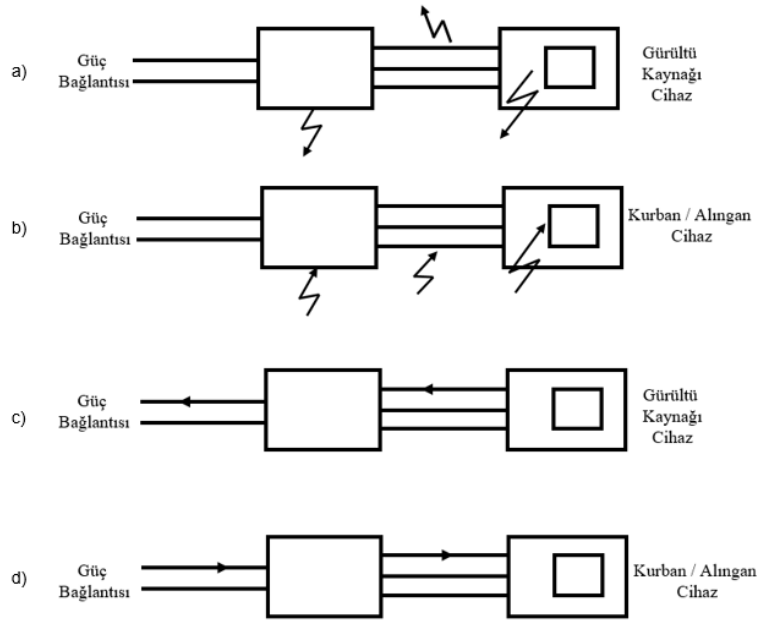 a)
Güç
Bağlantısı
Gürültü
Kaynağı
Cihaz
b)
Güç
Bağlantısı
Kurban / Alıngan
Cihaz
c)
Güç
Bağlantısı
Gürültü
Kaynağı
Cihaz
d)
Güç
Bağlantısı
Kurban / Alıngan
Cihaz